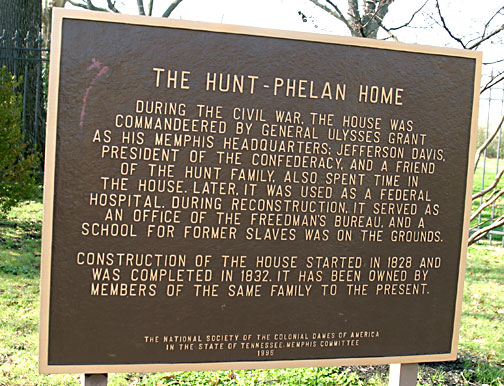 THE HUNT-PHELAN HOME
DURING THE CIVIL WAR, THE HOUSE WAS
COMMANDEERED BY GENERAL ULYSSES GRANT
AS HIS MEMPHIS HEADQUARTERS; JEFFERSON DAVIS,
PRESIDENT OF THE CONFEDERACY, AND A FRIEND
OF THE HUNT FAMILY, ALSO SPENT TIME IN
THE HOUSE. LATER, IT WAS USED AS A FEDERAL
HOSPITAL. DURING RECONSTRUCTION, IT SERVED AS
AN OFFICE OF THE FREEDMAN'S BUREAU, AND A
SCHOOL FOR FORMER SLAVES WAS ON THE GROUNDS.
CONSTRUCTION OF THE HOUSE STARTED IN 1828 AND
WAS COMPLETED IN 1832. IT HAS BEEN OWNED BY
MEMBERS OF THE SAME FAMILY TO THE PRESENT.
THE NATIONAL SOCIETY OF THE COLONIAL DAMES OF AMERICA
IN THE STATE OF TENNESSEE, MEMPHIS COMMITTEE
1986